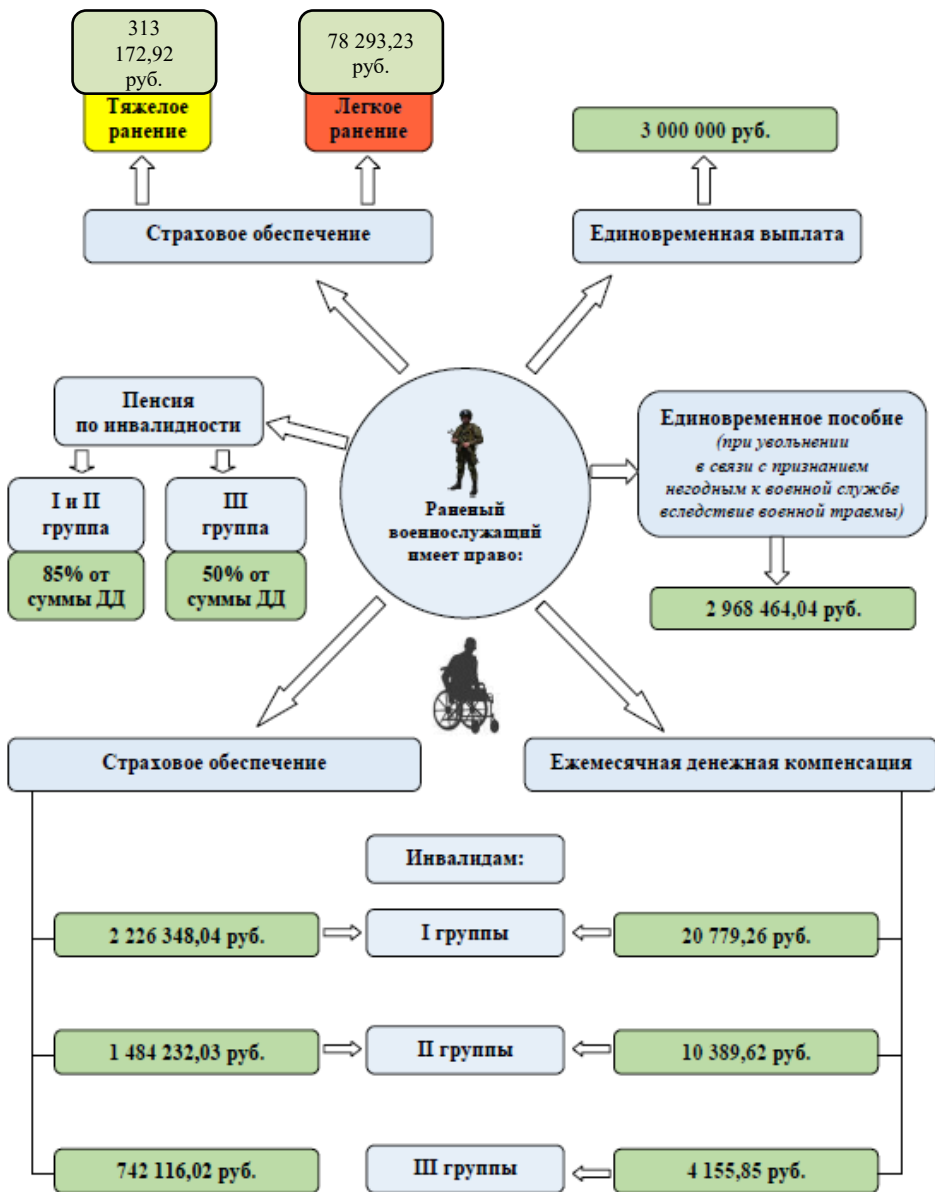 313
172,92
руб.
Тяжелое
ранение
78 293,23
руб.
Легкое
ранение
3 000 000 руб.
Страховое обеспечение
Единовременная выплата
Пенсия
по инвалидности
I и II
группа
85% от
суммы ДД
III
группа
50% от
суммы ДД
Раненый
военнослужащий
имеет право:
Единовременное пособие
(при увольнении
в связи с признанием
негодным к военной службе
вследствие военной травмы)
2 968 464,04 руб.
Страховое обеспечение
Ежемесячная денежная компенсация
Инвалидам:
2 226 348,04 руб.
I группы
20 779,26 руб.
1 484 232,03 руб.
II группы
10 389,62 руб.
742 116,02 руб.
III группы
4 155,85 руб.